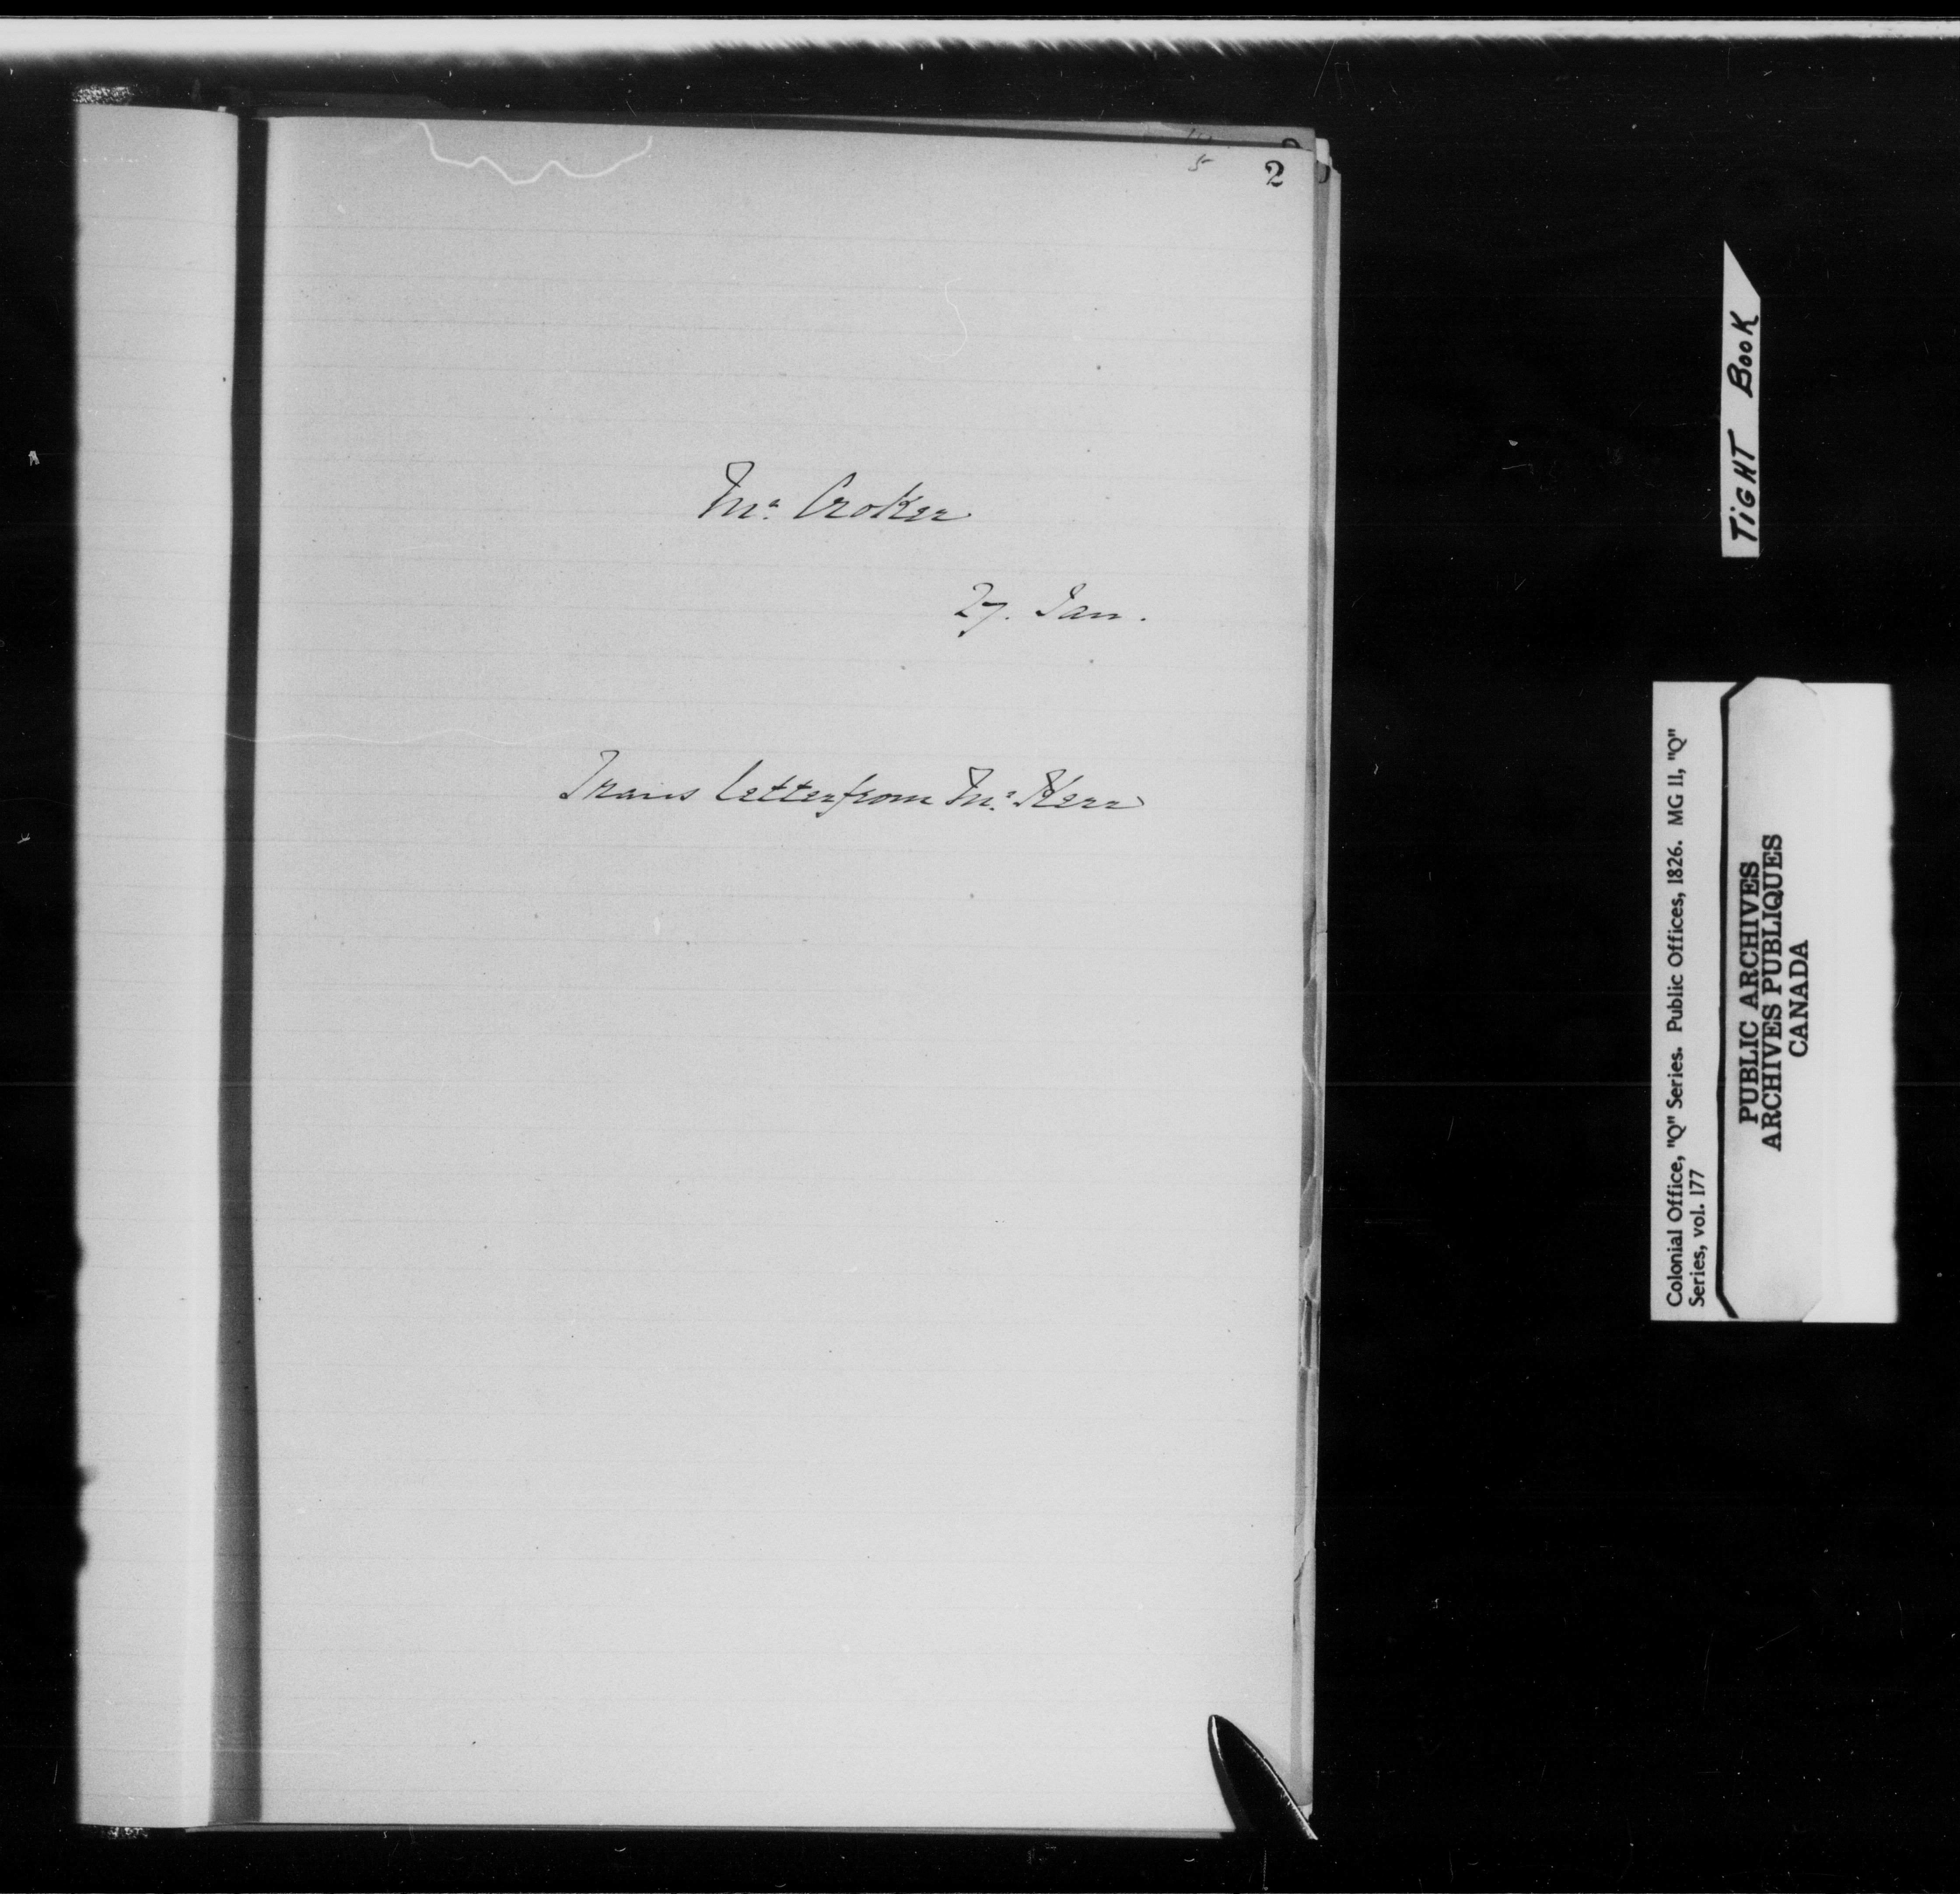 5
2
Mr. Croker
27. Jan.
Trans letter from Mr. Kerr
TiGHT BooK
Colonial Office, "Q" Series. Public Offices, 1826. MG 11, "Q"
Series, vol. 177
PUBLIC ARCHIVES
ARCHIVES PUBLIQUES
CANADA